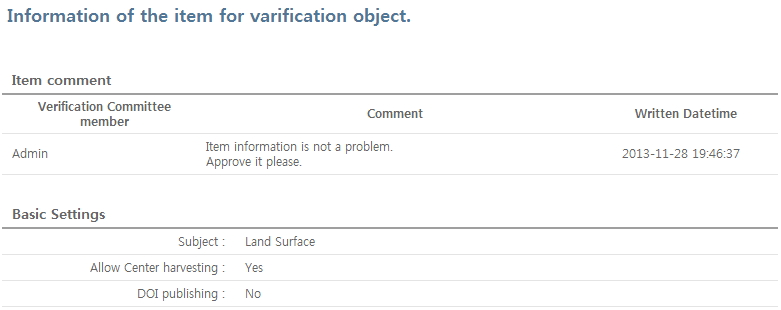 Information of the item for varification object.
Item comment
Verification Committee member Comment Written Datetime
Admin Item information is not a problem. 2013-11-28 19:46:37
Approve it please.
Basic Settings
Subject : Land Surface
Allow Center harvesting : Yes
DOI publishing : No